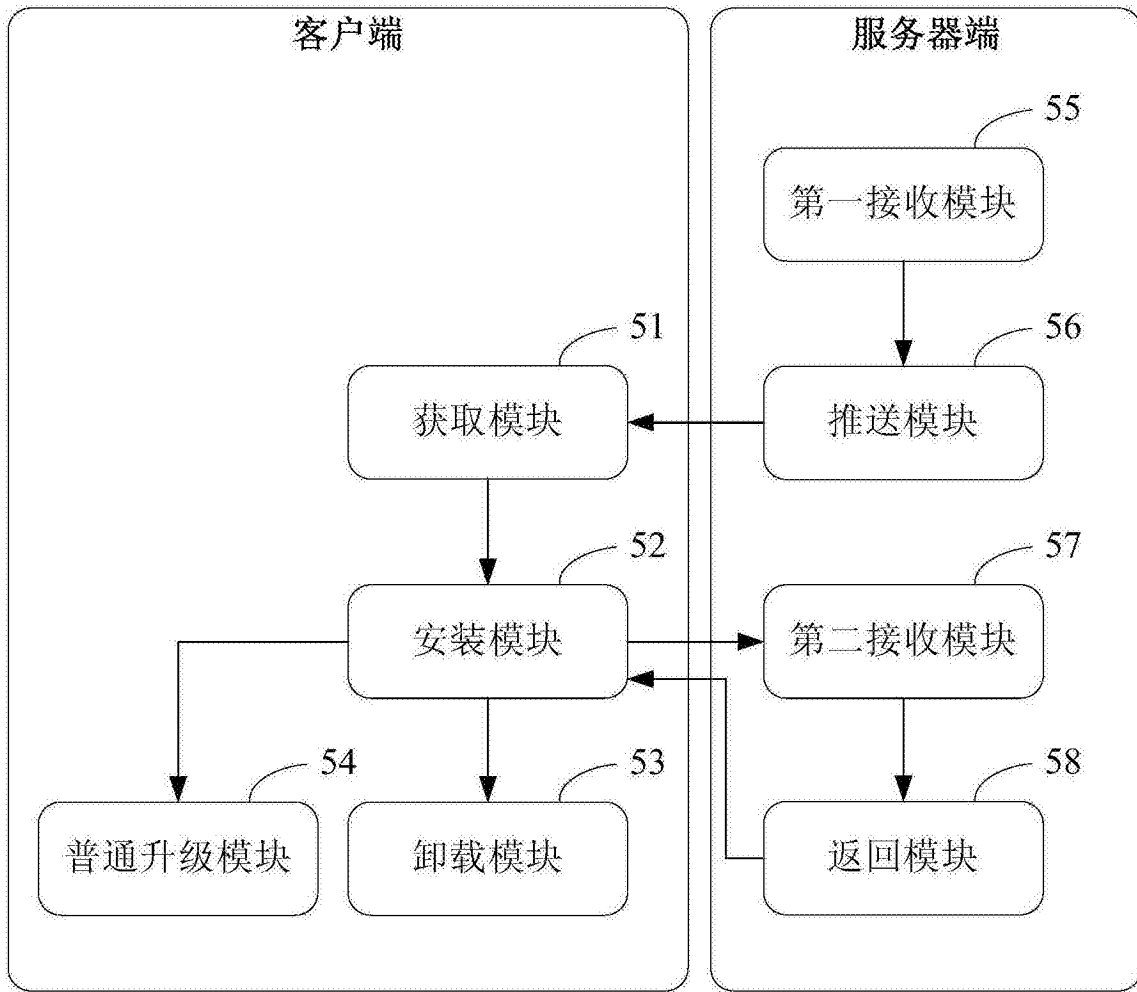 客户端
服务器端
55
第一接收模块
51
56
获取模块
推送模块
52
57
安装模块
第二接收模块
54
53
58
普通升级模块
卸载模块
返回模块